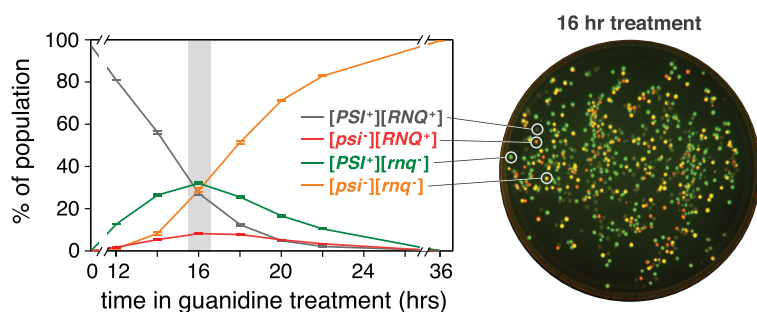 16 hr treatment
100
80
60
40
20
0
% of population
[PSI⁺][RNQ⁺]
[psi⁻][RNQ⁺]
[PSI⁺][rnq⁻]
[psi⁻][rnq⁻]
0 12 16 20 24 36
time in guanidine treatment (hrs)